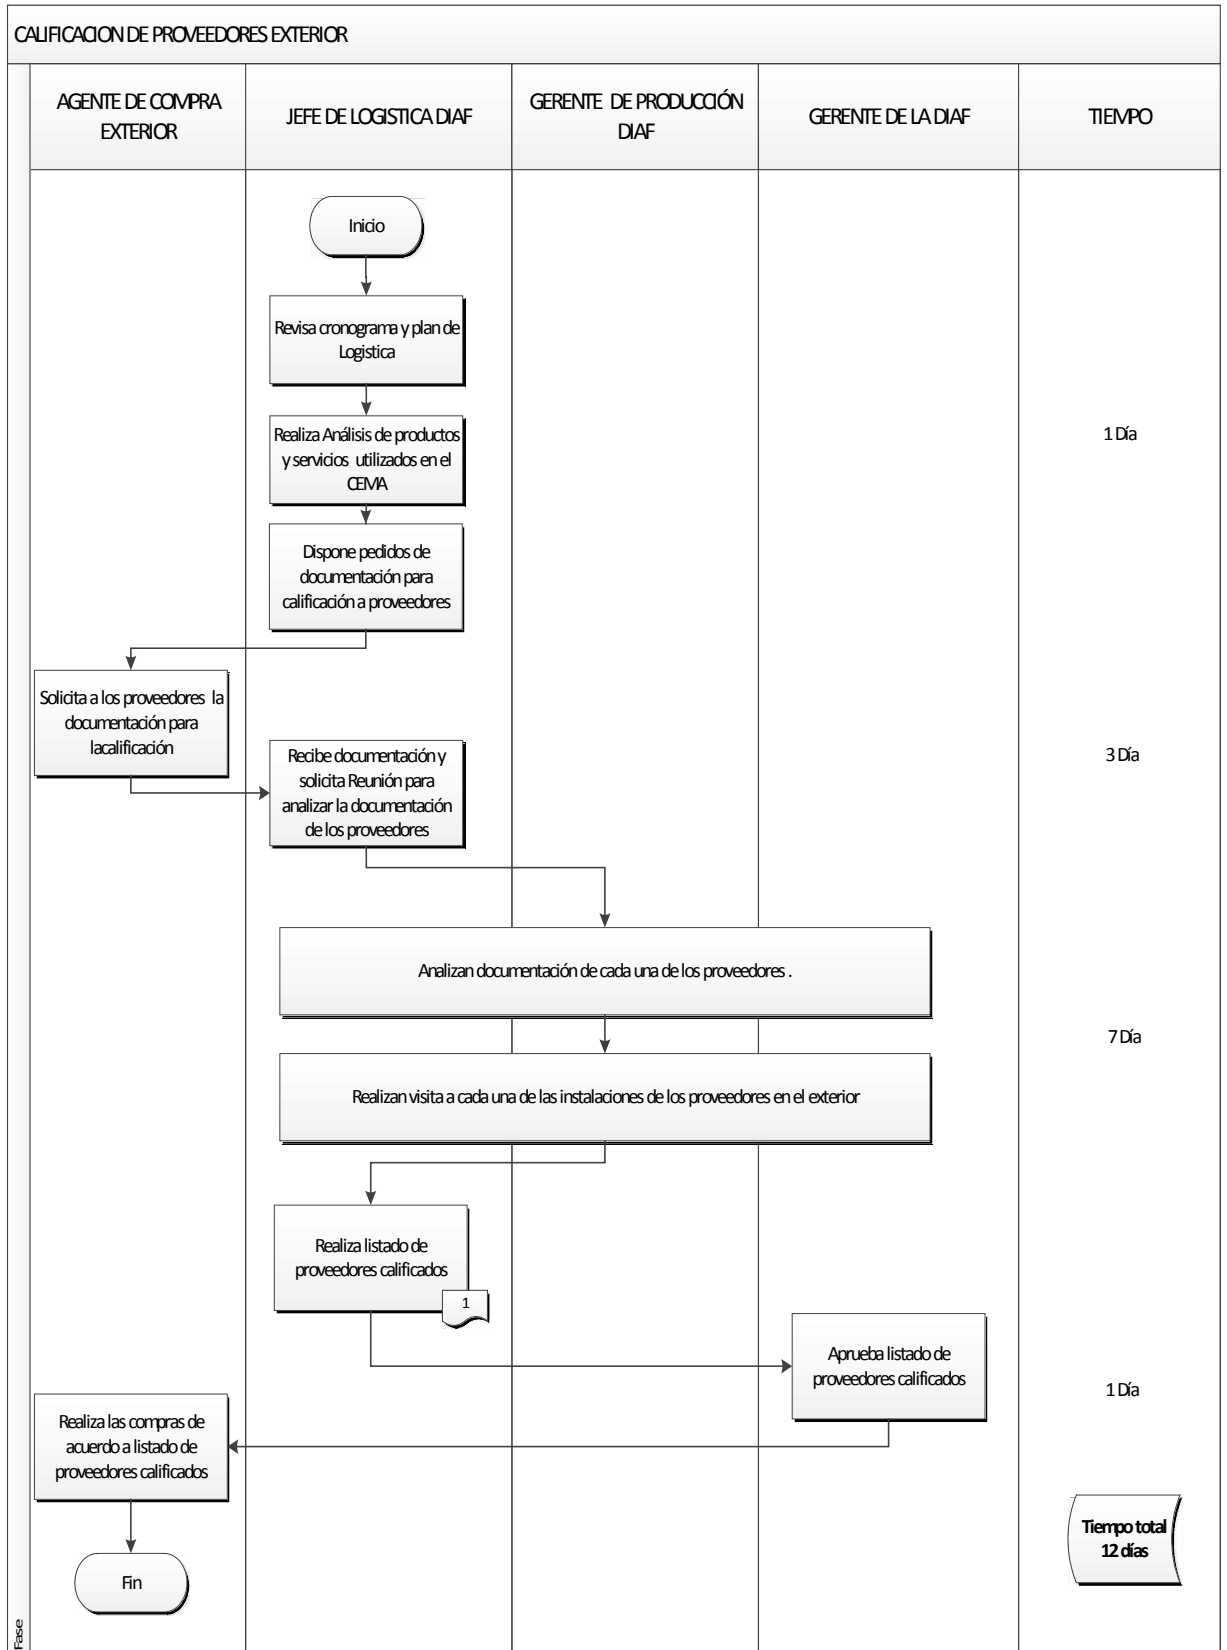 CALIFICACION DE PROVEEDORES EXTERIOR
AGENTE DE COMPRA
EXTERIOR
JEFE DE LOGISTICA DIAF
GERENTE DE PRODUCCIÓN
DIAF
GERENTE DE LA DIAF
TIEMPO
Inicio
Revisa cronograma y plan de
Logistica
Realiza Análisis de productos
y servicios utilizados en el
CEMA
1 Día
Dispone pedidos de
documentación para
calificación a proveedores
Solicita a los proveedores la
documentación para
lacalificación
Recibe documentación y
solicita Reunión para
analizar la documentación
de los proveedores
3 Día
Analizan documentación de cada una de los proveedores .
7 Día
Realizan visita a cada una de las instalaciones de los proveedores en el exterior
Realiza listado de
proveedores calificados
1
Aprueba listado de
proveedores calificados
1 Día
Realiza las compras de
acuerdo a listado de
proveedores calificados
Tiempo total
12 días
Fin
Fase